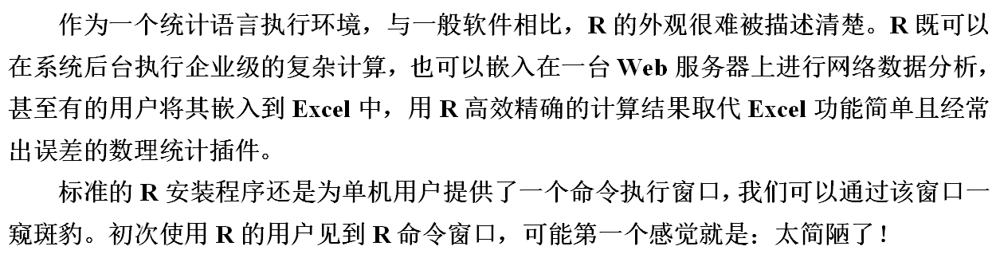 作为一个统计语言执行环境，与一般软件相比，R 的外观很难被描述清楚。R 既可以
在系统后台执行企业级的复杂计算，也可以嵌入在一台 Web 服务器上进行网络数据分析，
甚至有的用户将其嵌入到 Excel 中，用 R 高效精确的计算结果取代 Excel 功能简单且经常
出误差的数理统计插件。
标准的 R 安装程序还是为单机用户提供了一个命令执行窗口，我们可以通过该窗口一
窥斑豹。初次使用 R 的用户见到 R 命令窗口，可能第一个感觉就是：太简陋了！